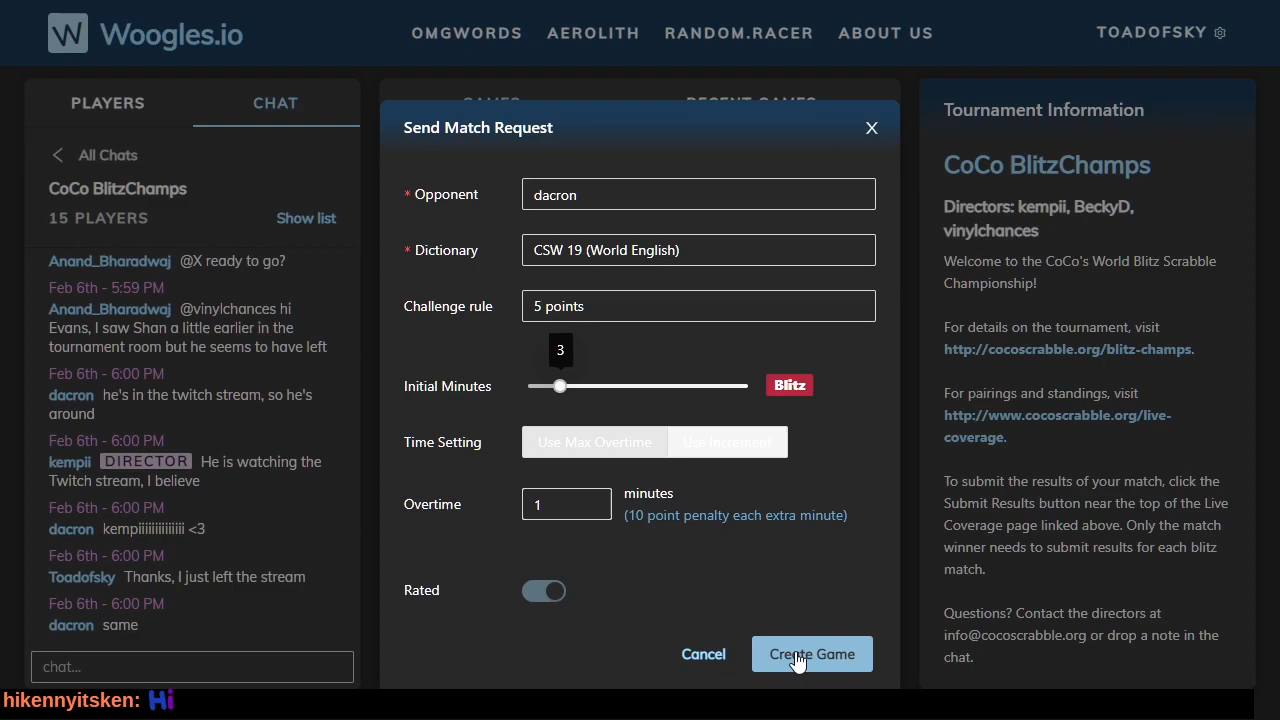 W Woogles.io
OMGWORDS AEROLITH RANDOM.RACER ABOUT US
TOADOFSKY
PLAYERS CHAT
All Chats
CoCo BlitzChamps
15 PLAYERS Show list
Anand_Bharadwaj @X ready to go?
Feb 6th - 5:59 PM
Anand_Bharadwaj @vinylchances hi
Evans, I saw Shan a little earlier in the
tournament room but he seems to have left
Feb 6th - 6:00 PM
dacron he's in the twitch stream, so he's
around
Feb 6th - 6:00 PM
kempii DIRECTOR He is watching the
Twitch stream, I believe
Feb 6th - 6:00 PM
dacron kempiiiiiiiiiiiiii <3
Feb 6th - 6:00 PM
Toadofsky Thanks, I just left the stream
Feb 6th - 6:00 PM
dacron same
chat...
GAMES RECENT GAMES
Send Match Request X
* Opponent dacron
* Dictionary CSW 19 (World English)
Challenge rule 5 points
3
Initial Minutes Blitz
Time Setting Use Max Overtime Use Increment
Overtime 1 minutes
(10 point penalty each extra minute)
Rated
Cancel Create Game
Tournament Information
CoCo BlitzChamps
Directors: kempii, BeckyD,
vinylchances
Welcome to the CoCo's World Blitz Scrabble
Championship!
For details on the tournament, visit
http://cocoscrabble.org/blitz-champs.
For pairings and standings, visit
http://www.cocoscrabble.org/live-
coverage.
To submit the results of your match, click the
Submit Results button near the top of the Live
Coverage page linked above. Only the match
winner needs to submit results for each blitz
match.
Questions? Contact the directors at
info@cocoscrabble.org or drop a note in the
chat.
hikennyitsken: Hi